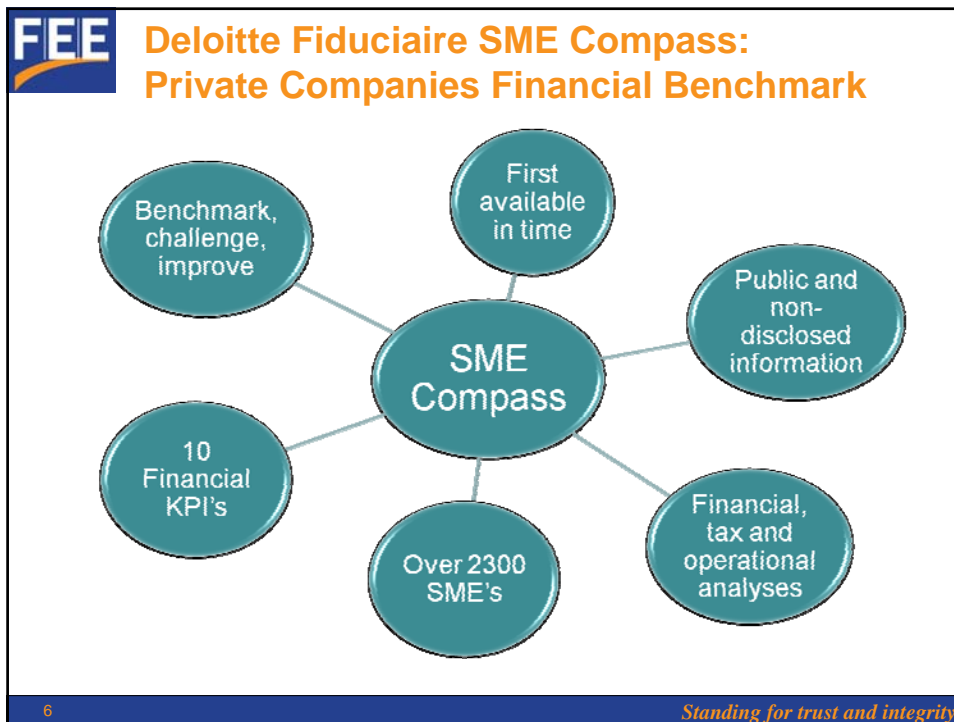 FEE
Deloitte Fiduciaire SME Compass:
Private Companies Financial Benchmark
First
available
in time
Benchmark,
challenge,
improve
Public and
non-
disclosed
information
SME
Compass
10
Financial
KPI's
Over 2300
SME's
Financial,
tax and
operational
analyses
6
Standing for trust and integrity